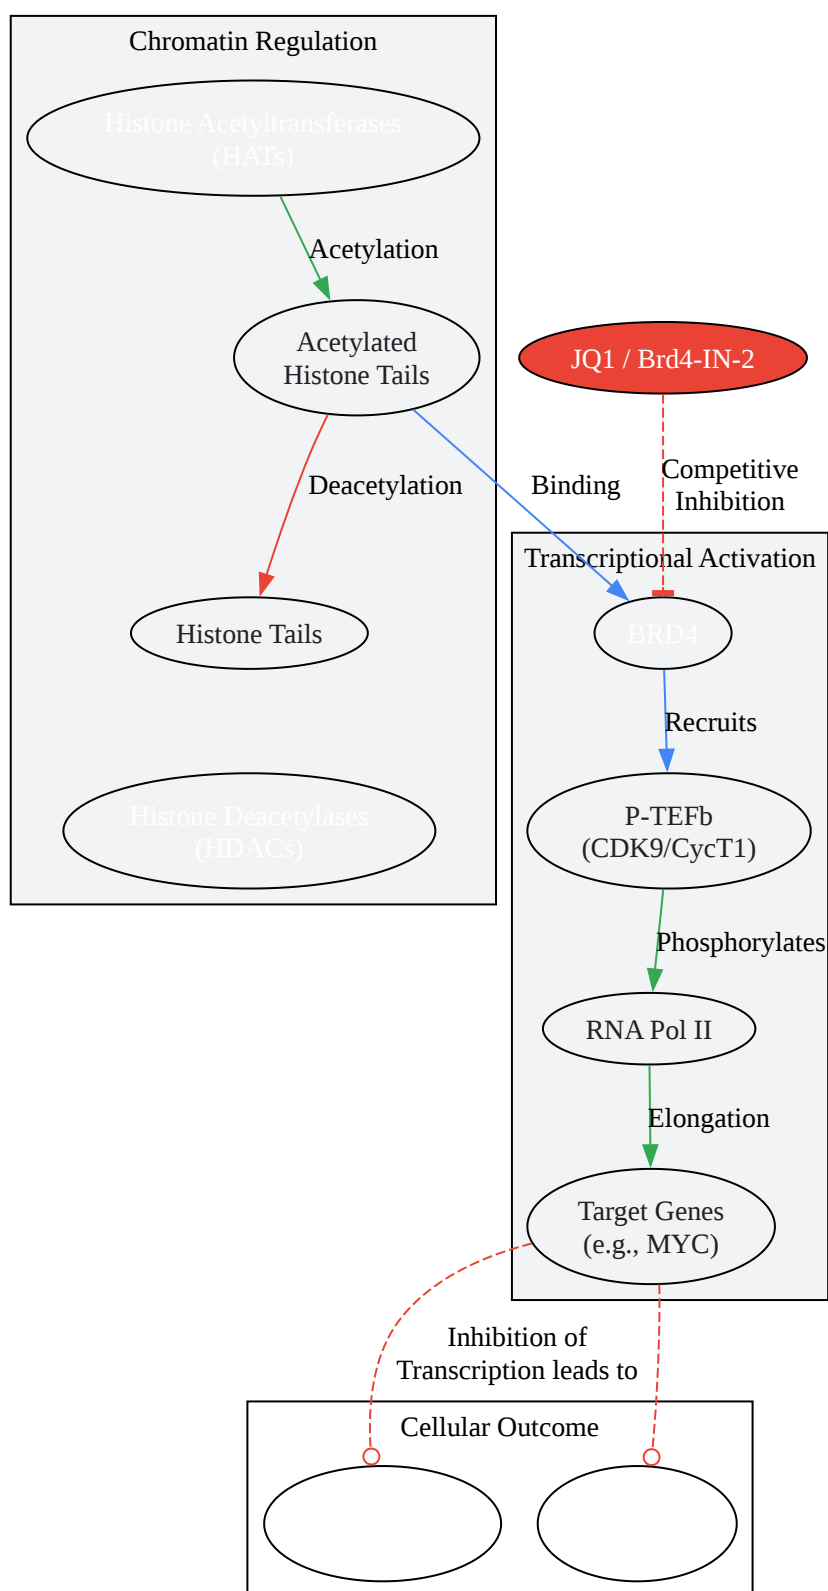 Chromatin Regulation
Histone Acetyltransferases
(HATs)
Acetylation
Acetylated
Histone Tails
JQ1 / Brd4-IN-2
Deacetylation
Binding
Competitive
Inhibition
Transcriptional Activation
Histone Tails
BRD4
Recruits
Histone Deacetylases
(HDACs)
P-TEFb
(CDK9/CycT1)
Phosphorylates
RNA Pol II
Elongation
Target Genes
(e.g., MYC)
Inhibition of
Transcription leads to
Cellular Outcome